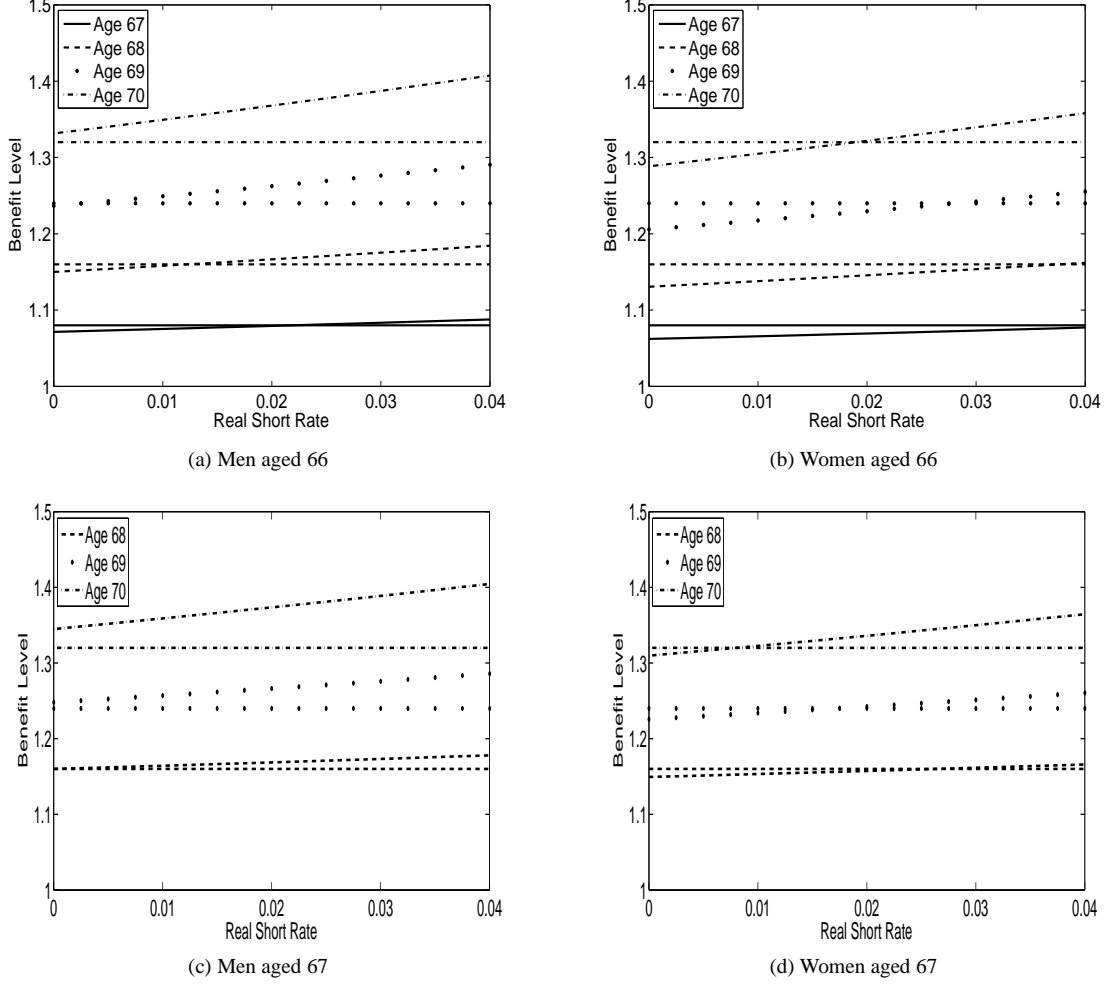 1.5
1.4
1.3
1.2
1.1
1
Benefit Level
Age 67
Age 68
Age 69
Age 70
0 0.01 0.02 0.03 0.04
Real Short Rate
(a) Men aged 66
1.5
1.4
1.3
1.2
1.1
1
Benefit Level
Age 67
Age 68
Age 69
Age 70
0 0.01 0.02 0.03 0.04
Real Short Rate
(b) Women aged 66
1.5
1.4
1.3
1.2
1.1
1
Benefit Level
Age 68
Age 69
Age 70
0 0.01 0.02 0.03 0.04
Real Short Rate
(c) Men aged 67
1.5
1.4
1.3
1.2
1.1
1
Benefit Level
Age 68
Age 69
Age 70
0 0.01 0.02 0.03 0.04
Real Short Rate
(d) Women aged 67